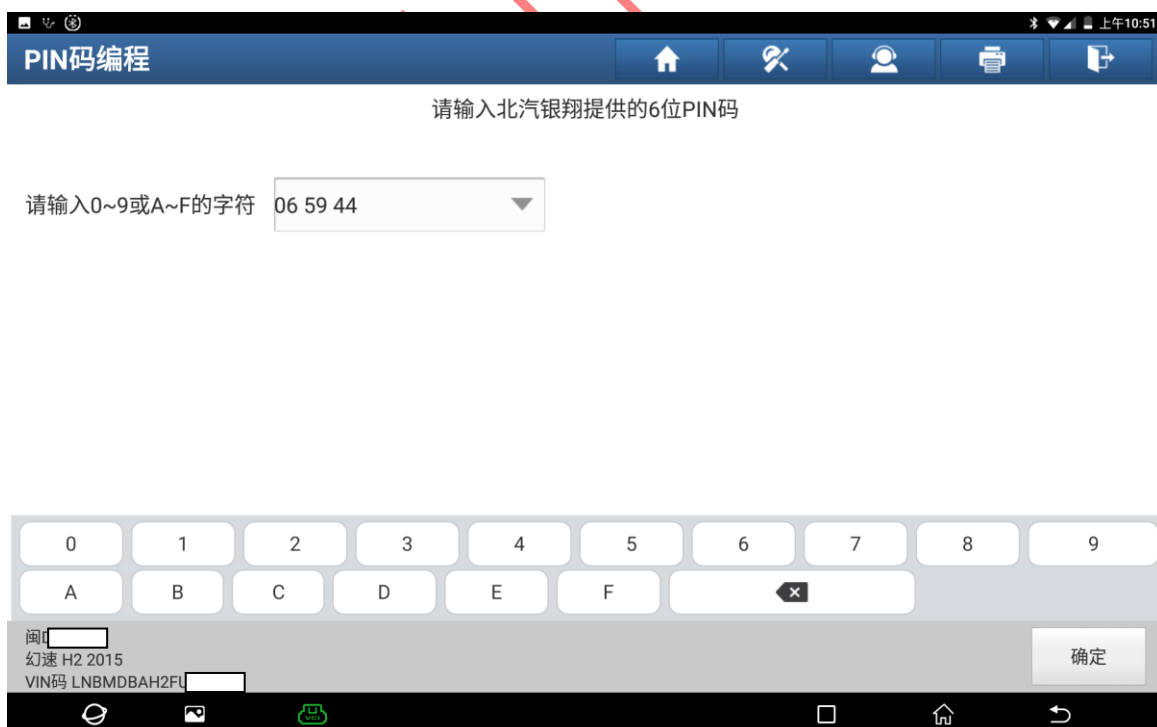 上午10:51
PIN码编程
请输入北汽银翔提供的6位PIN码
请输入0~9或A~F的字符 06 59 44
0 1 2 3 4 5 6 7 8 9
A B C D E F
闽D
幻速 H2 2015
确定
VIN码 LNBMDBAH2FU
VCI